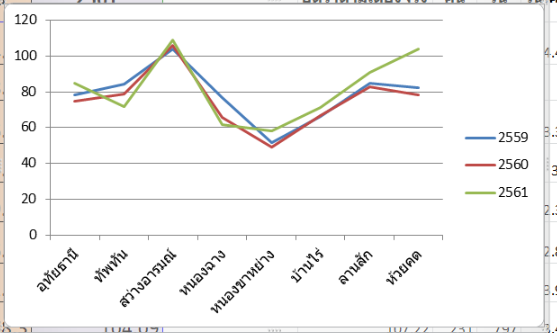 120
100
80
60
40
20
0
อุทัยธานี
ทัพทัน
สว่างอารมณ์
หนองฉาง
หนองขาหย่าง
บ้านไร่
ลานสัก
ห้วยคต
2559
2560
2561